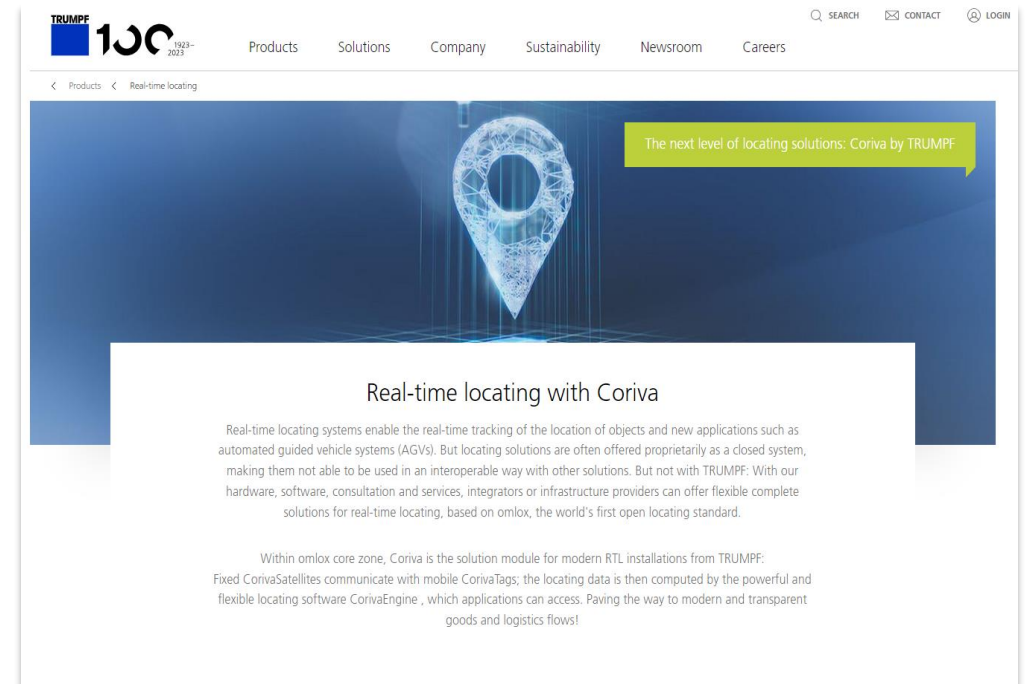 TRUMPF
100 1923–
2023
SEARCH
CONTACT
LOGIN
Products
Solutions
Company
Sustainability
Newsroom
Careers
Products
Real-time locating
The next level of locating solutions: Coriva by TRUMPF
Real-time locating with Coriva
Real-time locating systems enable the real-time tracking of the location of objects and new applications such as
automated guided vehicle systems (AGVs). But locating solutions are often offered proprietarily as a closed system,
making them not able to be used in an interoperable way with other solutions. But not with TRUMPF: With our
hardware, software, consultation and services, integrators or infrastructure providers can offer flexible complete
solutions for real-time locating, based on omlox, the world's first open locating standard.
Within omlox core zone, Coriva is the solution module for modern RTL installations from TRUMPF:
Fixed CorivaSatellites communicate with mobile CorivaTags; the locating data is then computed by the powerful and
flexible locating software CorivaEngine , which applications can access. Paving the way to modern and transparent
goods and logistics flows!